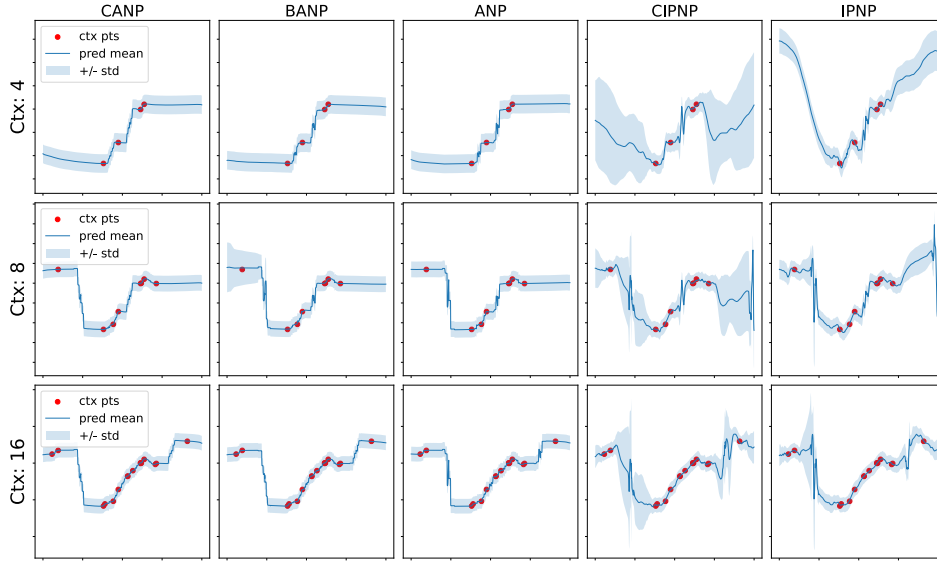 CANP BANP ANP CIPNP IPNP
Ctx: 4
ctx pts
pred mean
+/- std
Ctx: 8
ctx pts
pred mean
+/- std
Ctx: 16
ctx pts
pred mean
+/- std